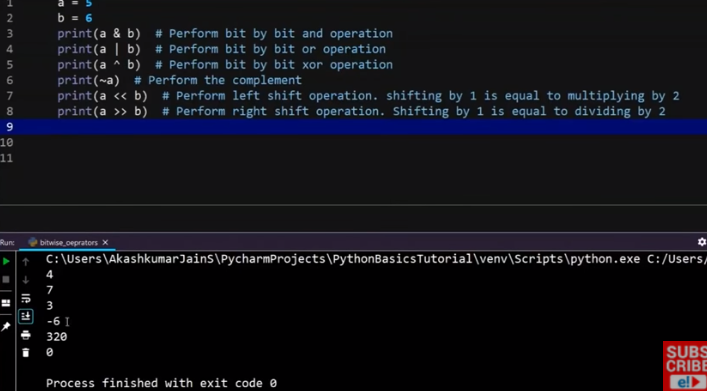 1 a = 5
2 b = 6
3 print(a & b)  # Perform bit by bit and operation
4 print(a | b)  # Perform bit by bit or operation
5 print(a ^ b)  # Perform bit by bit xor operation
6 print(~a)  # Perform the complement
7 print(a << b)  # Perform left shift operation. shifting by 1 is equal to multiplying by 2
8 print(a >> b)  # Perform right shift operation. Shifting by 1 is equal to dividing by 2
9
10
11
Run: bitwise_oeprators ×
C:\Users\AkashkumarJainS\PycharmProjects\PythonBasicsTutorial\venv\Scripts\python.exe C:/Users/
4
7
3
-6
320
0
Process finished with exit code 0
SUBS
CRIBE
e!